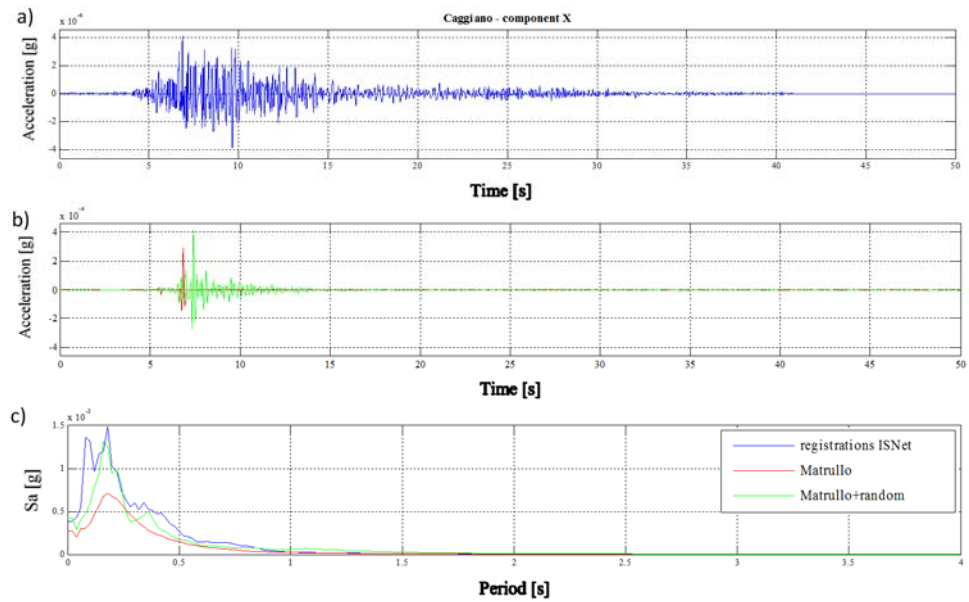 a)
Caggiano - component X
x 10⁻⁴
Acceleration [g]
4
2
0
-2
-4
0 5 10 15 20 25 30 35 40 45 50
Time [s]
b)
x 10⁻⁴
Acceleration [g]
4
2
0
-2
-4
0 5 10 15 20 25 30 35 40 45 50
Time [s]
c)
x 10⁻³
Sa [g]
1.5
1
0.5
0
registrations ISNet
Matrullo
Matrullo+random
0 0.5 1 1.5 2 2.5 3 3.5 4
Period [s]